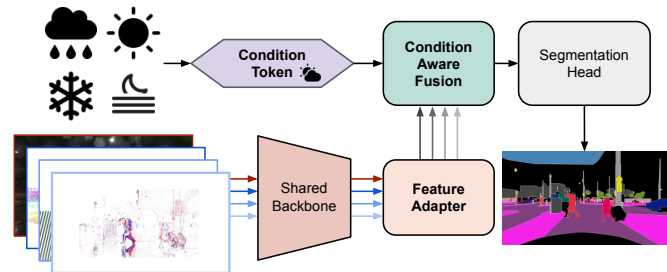 Condition
Token
Condition
Aware
Fusion
Segmentation
Head
Shared
Backbone
Feature
Adapter